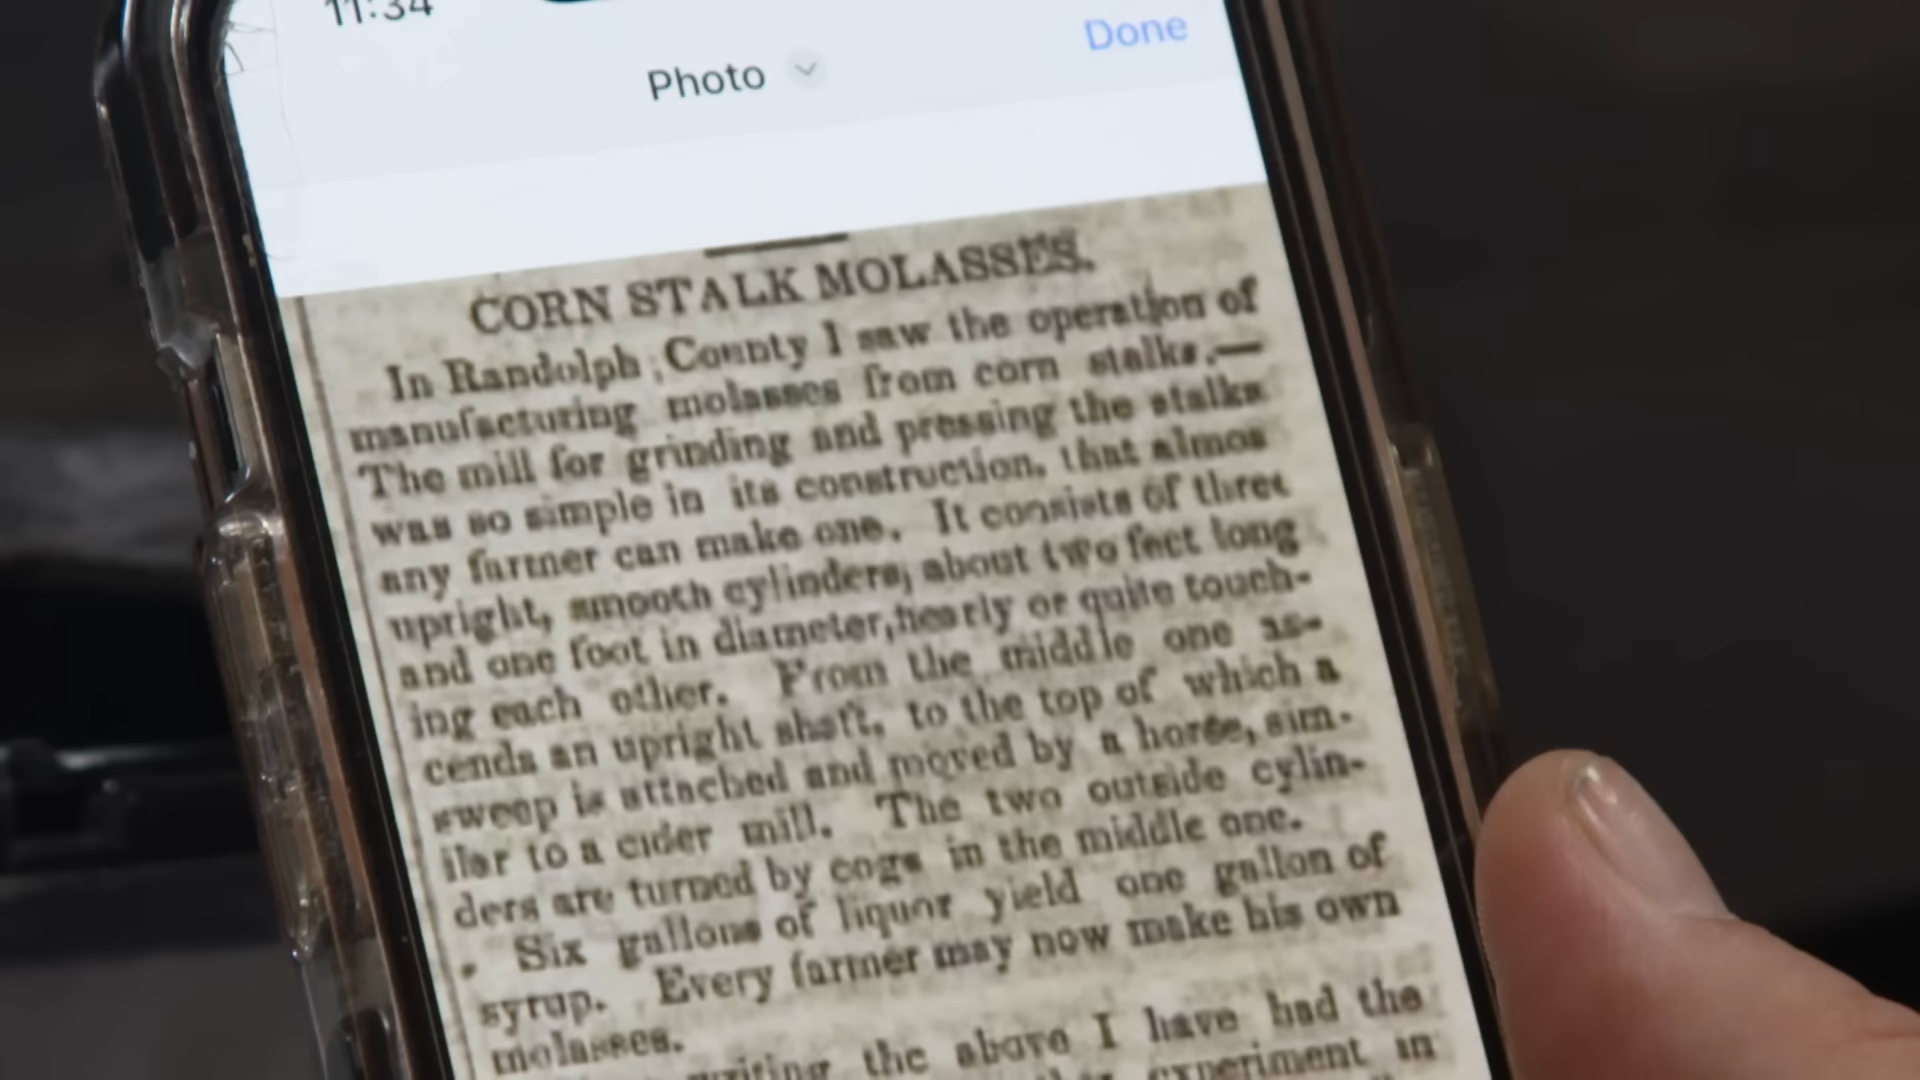 11:34
Done
Photo
CORN STALK MOLASSES.
In Randolph County I saw the operation of
manufacturing molasses from corn stalks.—
The mill for grinding and pressing the stalks
was so simple in its construction, that almos
any farmer can make one. It consists of three
upright, smooth cylinders, about two feet long
and one foot in diameter, nearly or quite touch-
ing each other. From the middle one as-
cends an upright shaft, to the top of which a
sweep is attached and moved by a horse, sim-
ilar to a cider mill. The two outside cylin-
ders are turned by cogs in the middle one.
Six gallons of liquor yield one gallon of
syrup. Every farmer may now make his own
molasses.
writing the above I have had the
experiment in